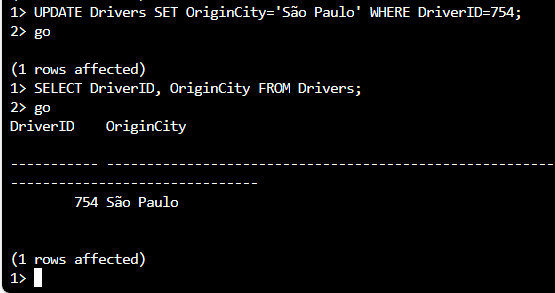 1> UPDATE Drivers SET OriginCity='São Paulo' WHERE DriverID=754;
2> go
(1 rows affected)
1> SELECT DriverID, OriginCity FROM Drivers;
2> go
DriverID    OriginCity
----------- --------------------------------------------------------
-------------------------------
        754 São Paulo
(1 rows affected)
1>